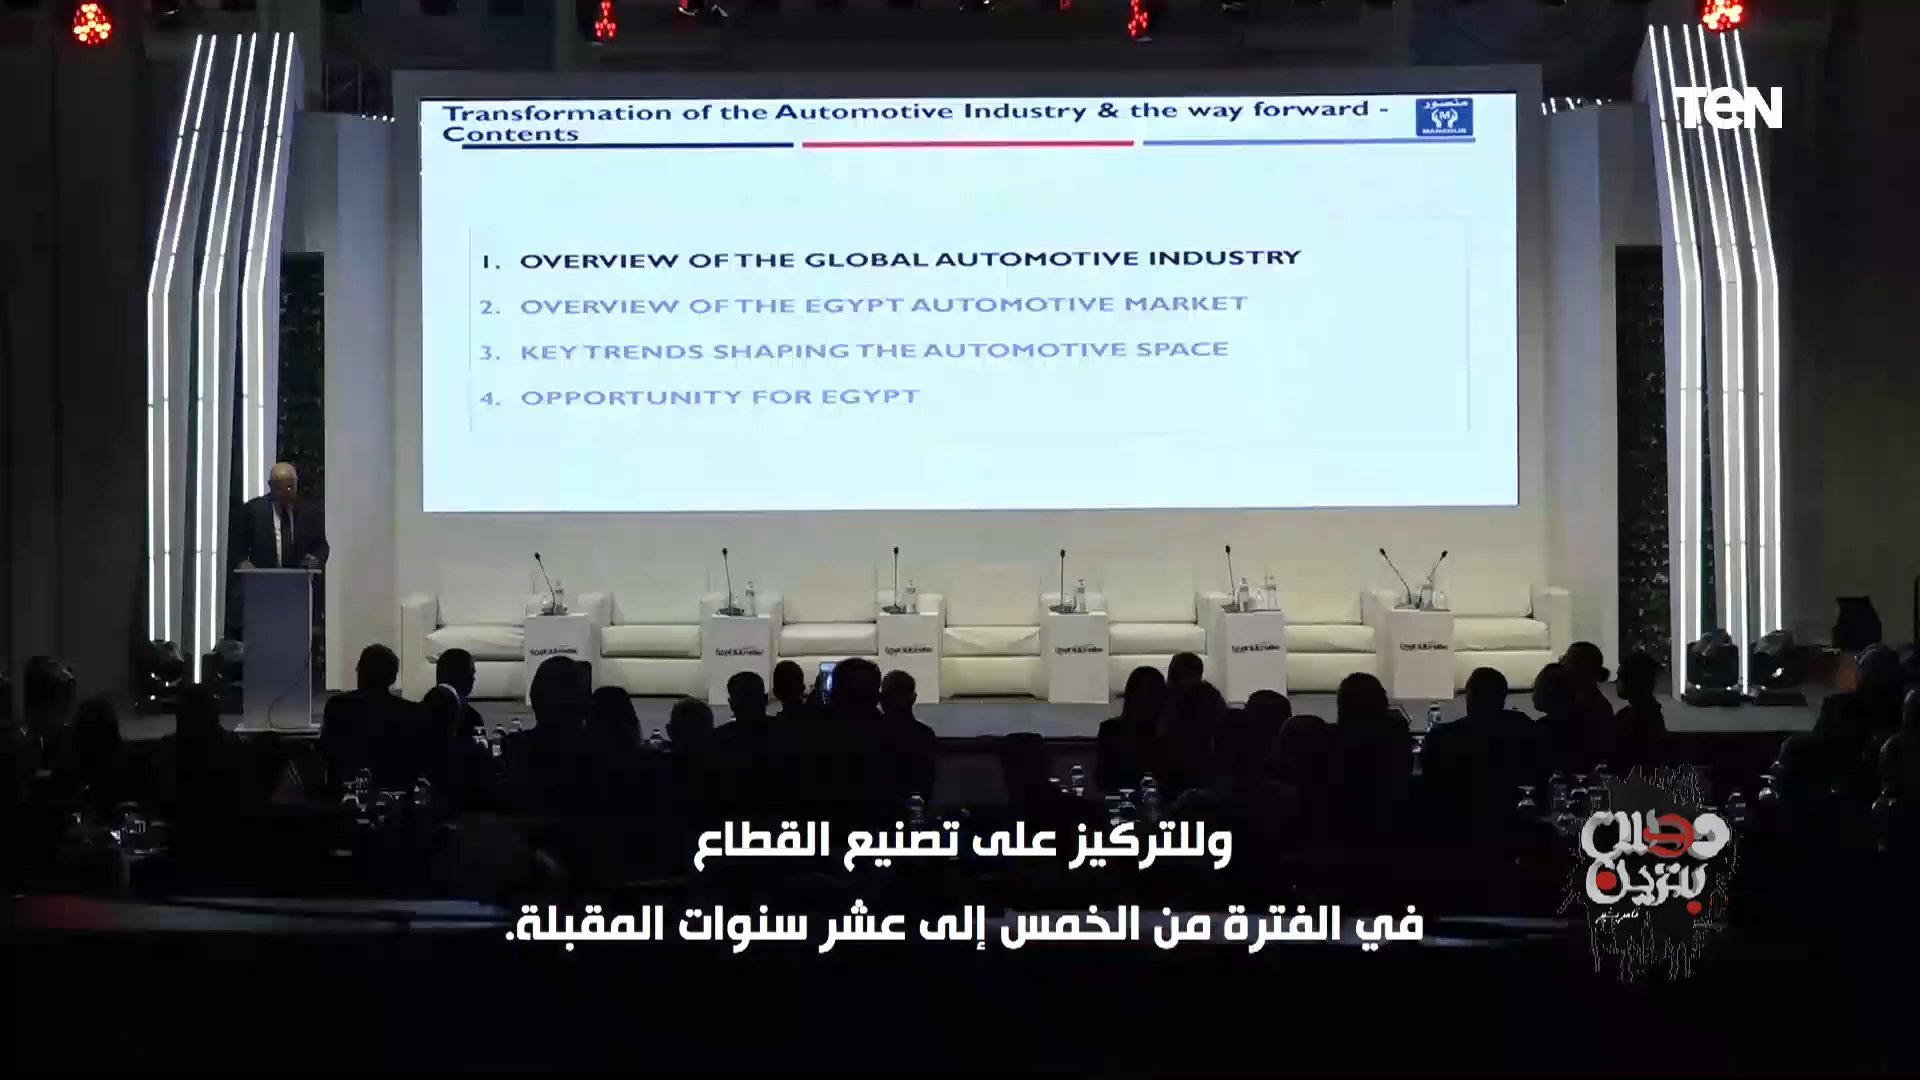 Transformation of the Automotive Industry & the way forward -
Contents
منصور
MANSOUR
TEN
1. OVERVIEW OF THE GLOBAL AUTOMOTIVE INDUSTRY
2. OVERVIEW OF THE EGYPT AUTOMOTIVE MARKET
3. KEY TRENDS SHAPING THE AUTOMOTIVE SPACE
4. OPPORTUNITY FOR EGYPT
وللتركيز على تصنيع القطاع
في الفترة من الخمس إلى عشر سنوات المقبلة.